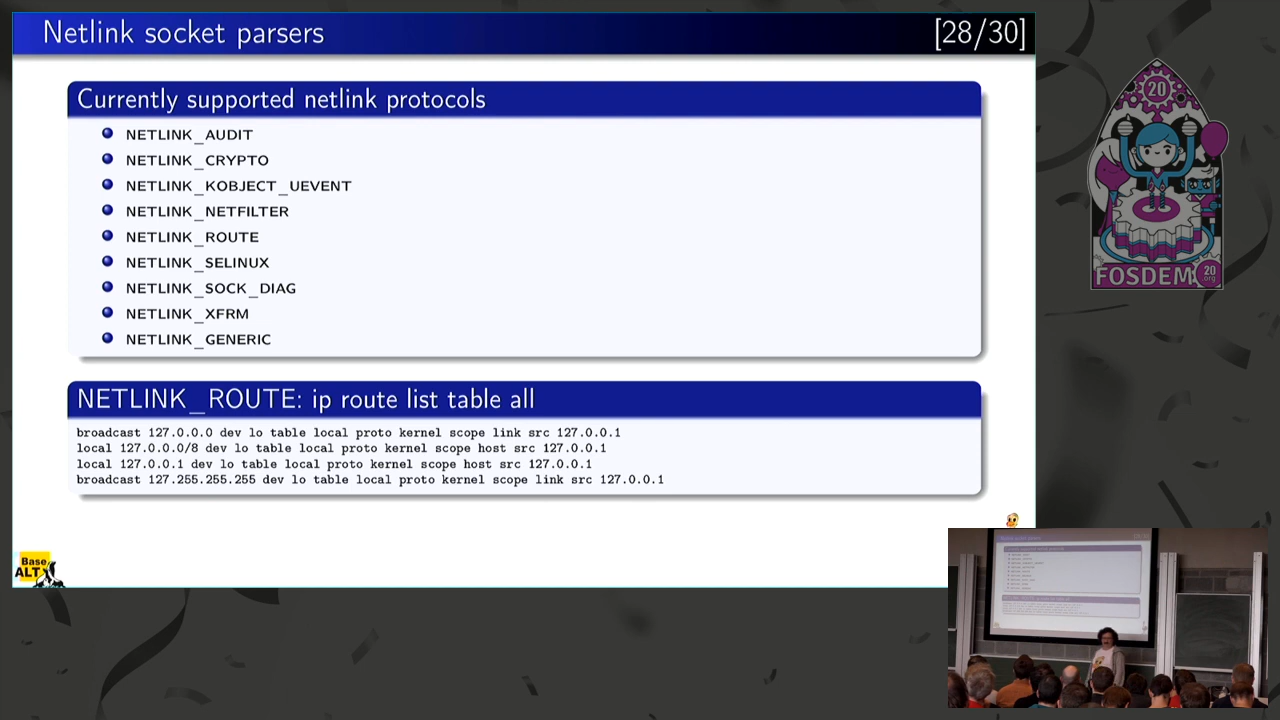 Netlink socket parsers [28/30]
Currently supported netlink protocols
NETLINK_AUDIT
NETLINK_CRYPTO
NETLINK_KOBJECT_UEVENT
NETLINK_NETFILTER
NETLINK_ROUTE
NETLINK_SELINUX
NETLINK_SOCK_DIAG
NETLINK_XFRM
NETLINK_GENERIC
NETLINK_ROUTE: ip route list table all
broadcast 127.0.0.0 dev lo table local proto kernel scope link src 127.0.0.1
local 127.0.0.0/8 dev lo table local proto kernel scope host src 127.0.0.1
local 127.0.0.1 dev lo table local proto kernel scope host src 127.0.0.1
broadcast 127.255.255.255 dev lo table local proto kernel scope link src 127.0.0.1
Base
ALT
20
FOSDEM
20
.org